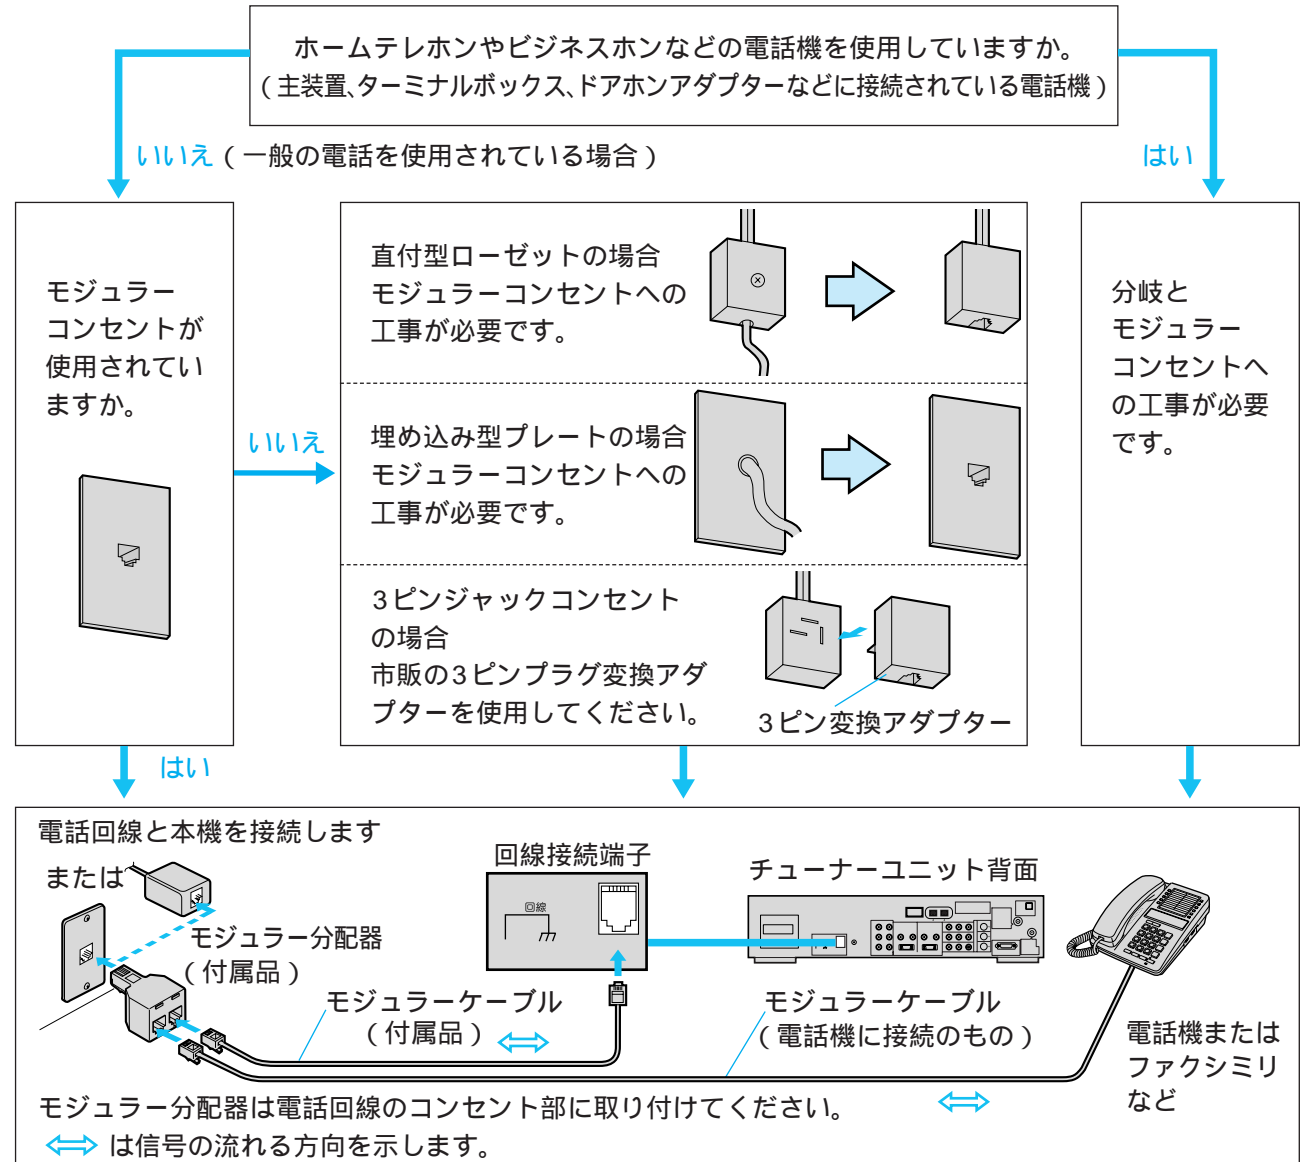 ホームテレホンやビジネスホンなどの電話機を使用していますか。
(主装置、ターミナルボックス、ドアホンアダプターなどに接続されている電話機)
いいえ(一般の電話を使用されている場合)
はい
モジュラー
コンセントが
使用されてい
ますか。
いいえ
直付型ローゼットの場合
モジュラーコンセントへの
工事が必要です。
埋め込み型プレートの場合
モジュラーコンセントへの
工事が必要です。
3ピンジャックコンセント
の場合
市販の3ピンプラグ変換アダ
プターを使用してください。
3ピン変換アダプター
分岐と
モジュラー
コンセントへ
の工事が必要
です。
はい
電話回線と本機を接続します
または
モジュラー分配器
(付属品)
回線接続端子
回線
チューナーユニット背面
モジュラーケーブル
(付属品)
モジュラーケーブル
(電話機に接続のもの)
電話機または
ファクシミリ
など
モジュラー分配器は電話回線のコンセント部に取り付けてください。
⇔は信号の流れる方向を示します。